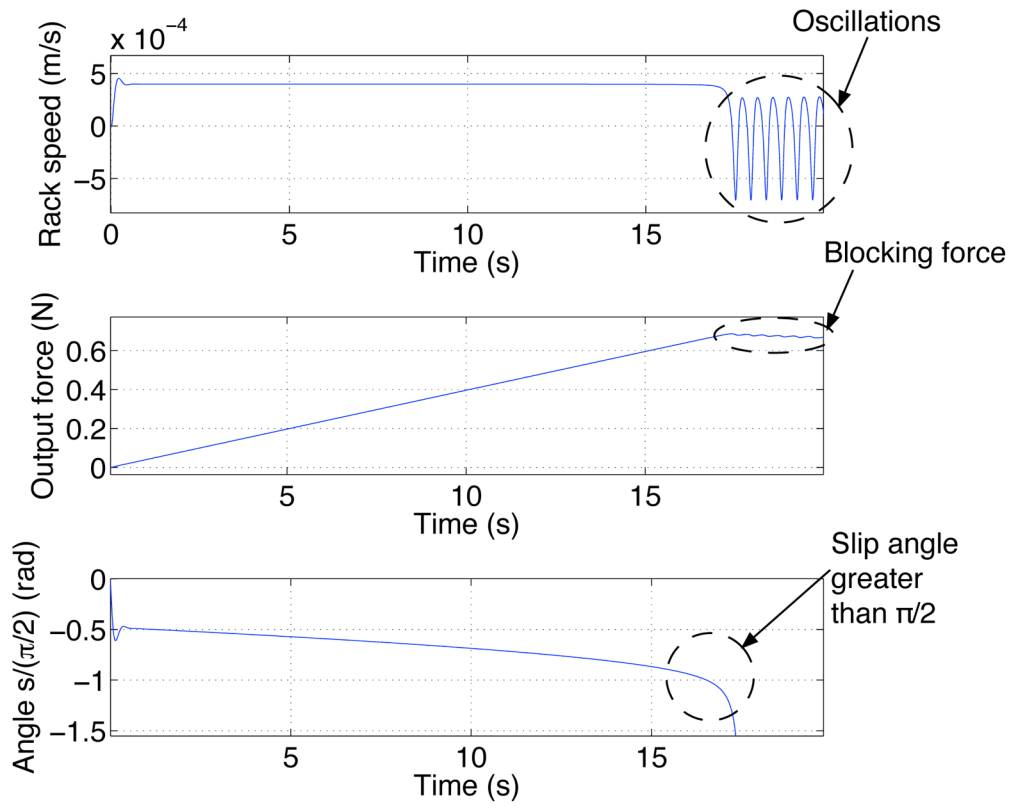 Oscillations
x 10⁻⁴
Rack speed (m/s)
5
0
−5
0 5 10 15
Time (s)
Blocking force
Output force (N)
0.6
0.4
0.2
0
5 10 15
Time (s)
Slip angle
greater
than π/2
Angle s/(π/2) (rad)
0
−0.5
−1
−1.5
5 10 15
Time (s)